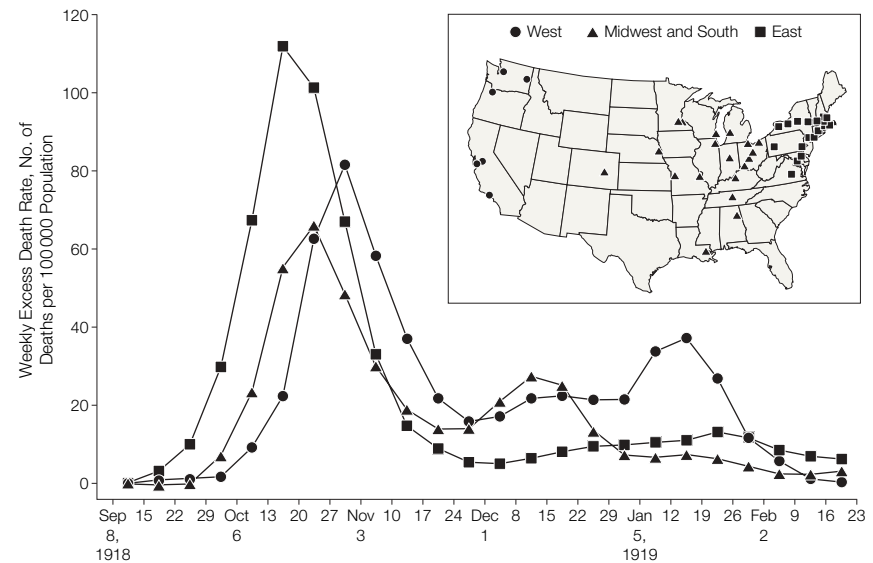 120
100
80
60
40
20
0
Weekly Excess Death Rate, No. of
Deaths per 100 000 Population
West
Midwest and South
East
Sep 15 22 29 Oct 13 20 27 Nov 10 17 24 Dec 8 15 22 29 Jan 12 19 26 Feb 9 16 23
8, 6 3 1 5, 2
1918 1919